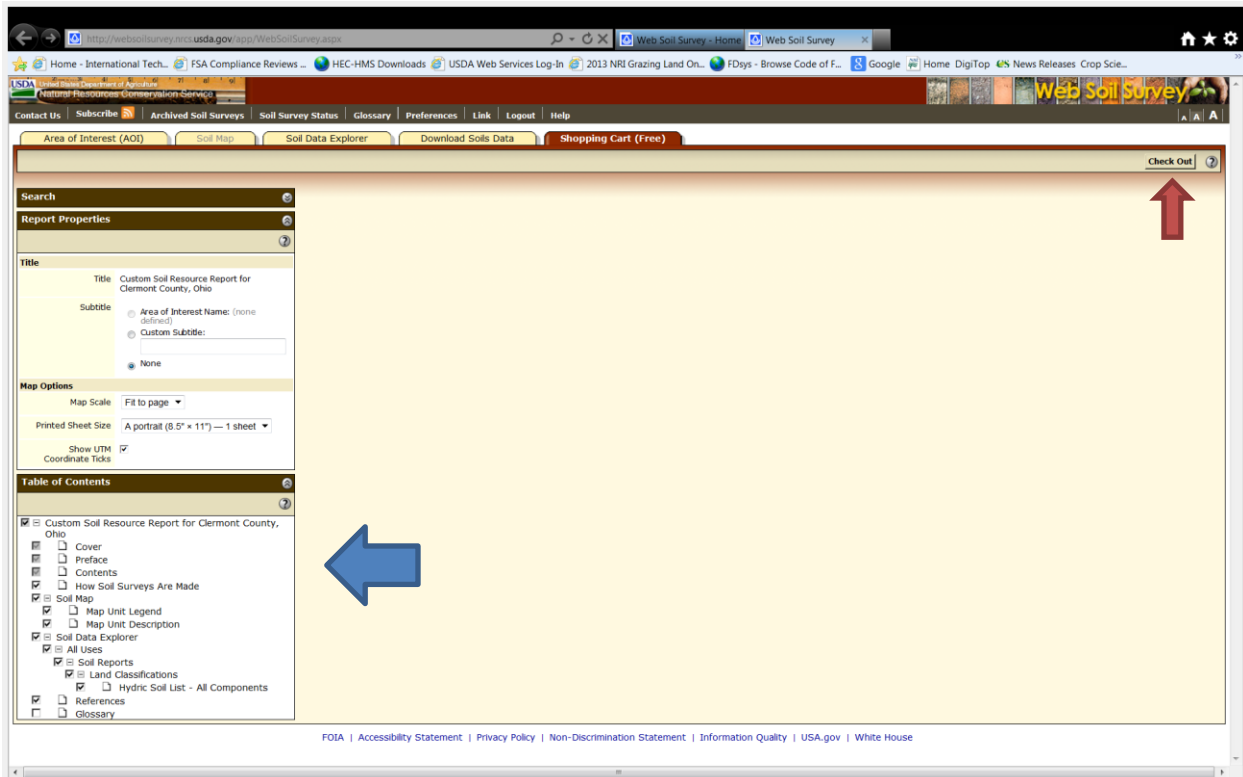 http://websoilsurvey.nrcs.usda.gov/app/WebSoilSurvey.aspx
Web Soil Survey - Home
Web Soil Survey
Home - International Tech...
FSA Compliance Reviews ...
HEC-HMS Downloads
USDA Web Services Log-In
2013 NRI Grazing Land On...
FDsys - Browse Code of F...
Google
Home DigiTop
News Releases Crop Scie...
USDA United States Department of Agriculture
Natural Resources Conservation Service
Web Soil Survey
Contact Us | Subscribe | Archived Soil Surveys | Soil Survey Status | Glossary | Preferences | Link | Logout | Help
A A A
Area of Interest (AOI)
Soil Map
Soil Data Explorer
Download Soils Data
Shopping Cart (Free)
Check Out
Search
Report Properties
Title
Title Custom Soil Resource Report for
Clermont County, Ohio
Subtitle
Area of Interest Name: (none
defined)
Custom Subtitle:
None
Map Options
Map Scale Fit to page
Printed Sheet Size A portrait (8.5" × 11") — 1 sheet
Show UTM
Coordinate Ticks
Table of Contents
Custom Soil Resource Report for Clermont County,
Ohio
Cover
Preface
Contents
How Soil Surveys Are Made
Soil Map
Map Unit Legend
Map Unit Description
Soil Data Explorer
All Uses
Soil Reports
Land Classifications
Hydric Soil List - All Components
References
Glossary
FOIA | Accessibility Statement | Privacy Policy | Non-Discrimination Statement | Information Quality | USA.gov | White House